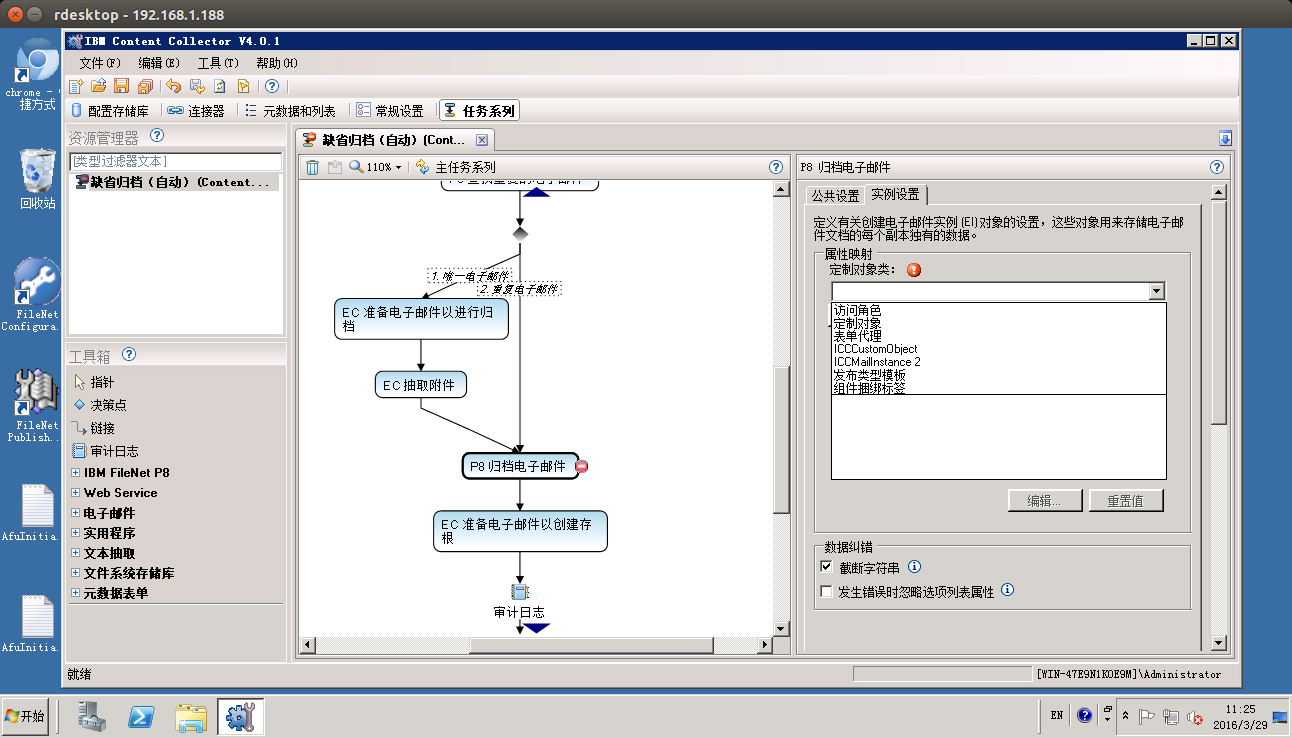 rdesktop - 192.168.1.188
chrome -
捷方式
回收站
FileNet
Configura.
FileNet
Publish..
AfuInitia.
AfuInitia.
IBM Content Collector V4.0.1
文件(F) 编辑(E) 工具(T) 帮助(H)
配置存储库 连接器 元数据和列表 常规设置 任务系列
资源管理器
[类型过滤器文本]
缺省归档（自动）(Content...
工具箱
指针
决策点
链接
审计日志
IBM FileNet P8
Web Service
电子邮件
实用程序
文本抽取
文件系统存储库
元数据表单
缺省归档（自动）(Cont...
110% 主任务系列
1. 唯一电子邮件
2. 重复电子邮件
EC 准备电子邮件以进行归
档
EC 抽取附件
P8 归档电子邮件
EC 准备电子邮件以创建存
根
审计日志
P8 归档电子邮件
公共设置 实例设置
定义有关创建电子邮件实例 (EI) 对象的设置，这些对象用来存储电子邮
件文档的每个副本独有的数据。
属性映射
定制对象类：
访问角色
定制对象
表单代理
ICCCustomObject
ICCMailInstance 2
发布类型模板
组件捆绑标签
编辑... 重置值
数据纠错
截断字符串
发生错误时忽略选项列表属性
就绪
[WIN-47E9N1KOE9M]\Administrator
开始
EN
11:25
2016/3/29